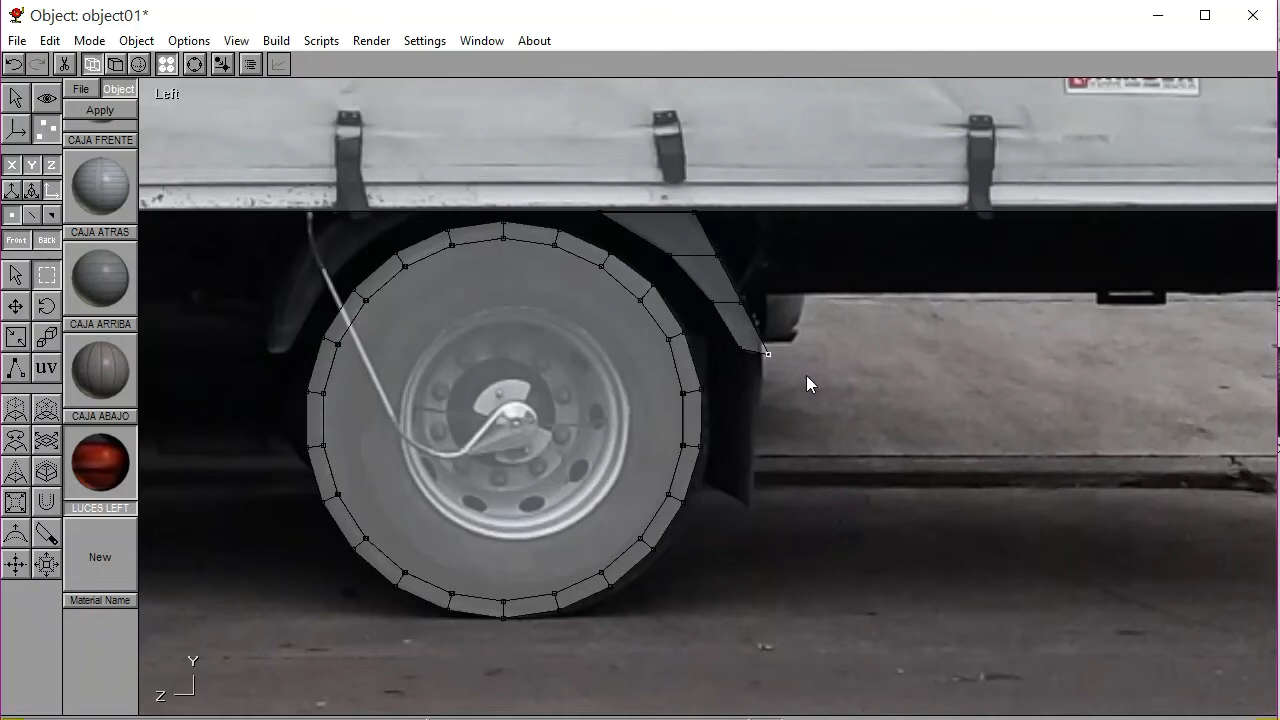 Object: object01*
File Edit Mode Object Options View Build Scripts Render Settings Window About
File Object
Apply
Left
CAJA FRENTE
X Y Z
CAJA ATRAS
Front Back
CAJA ARRIBA
uv
CAJA ABAJO
LUCES LEFT
New
Material Name
Y
Z